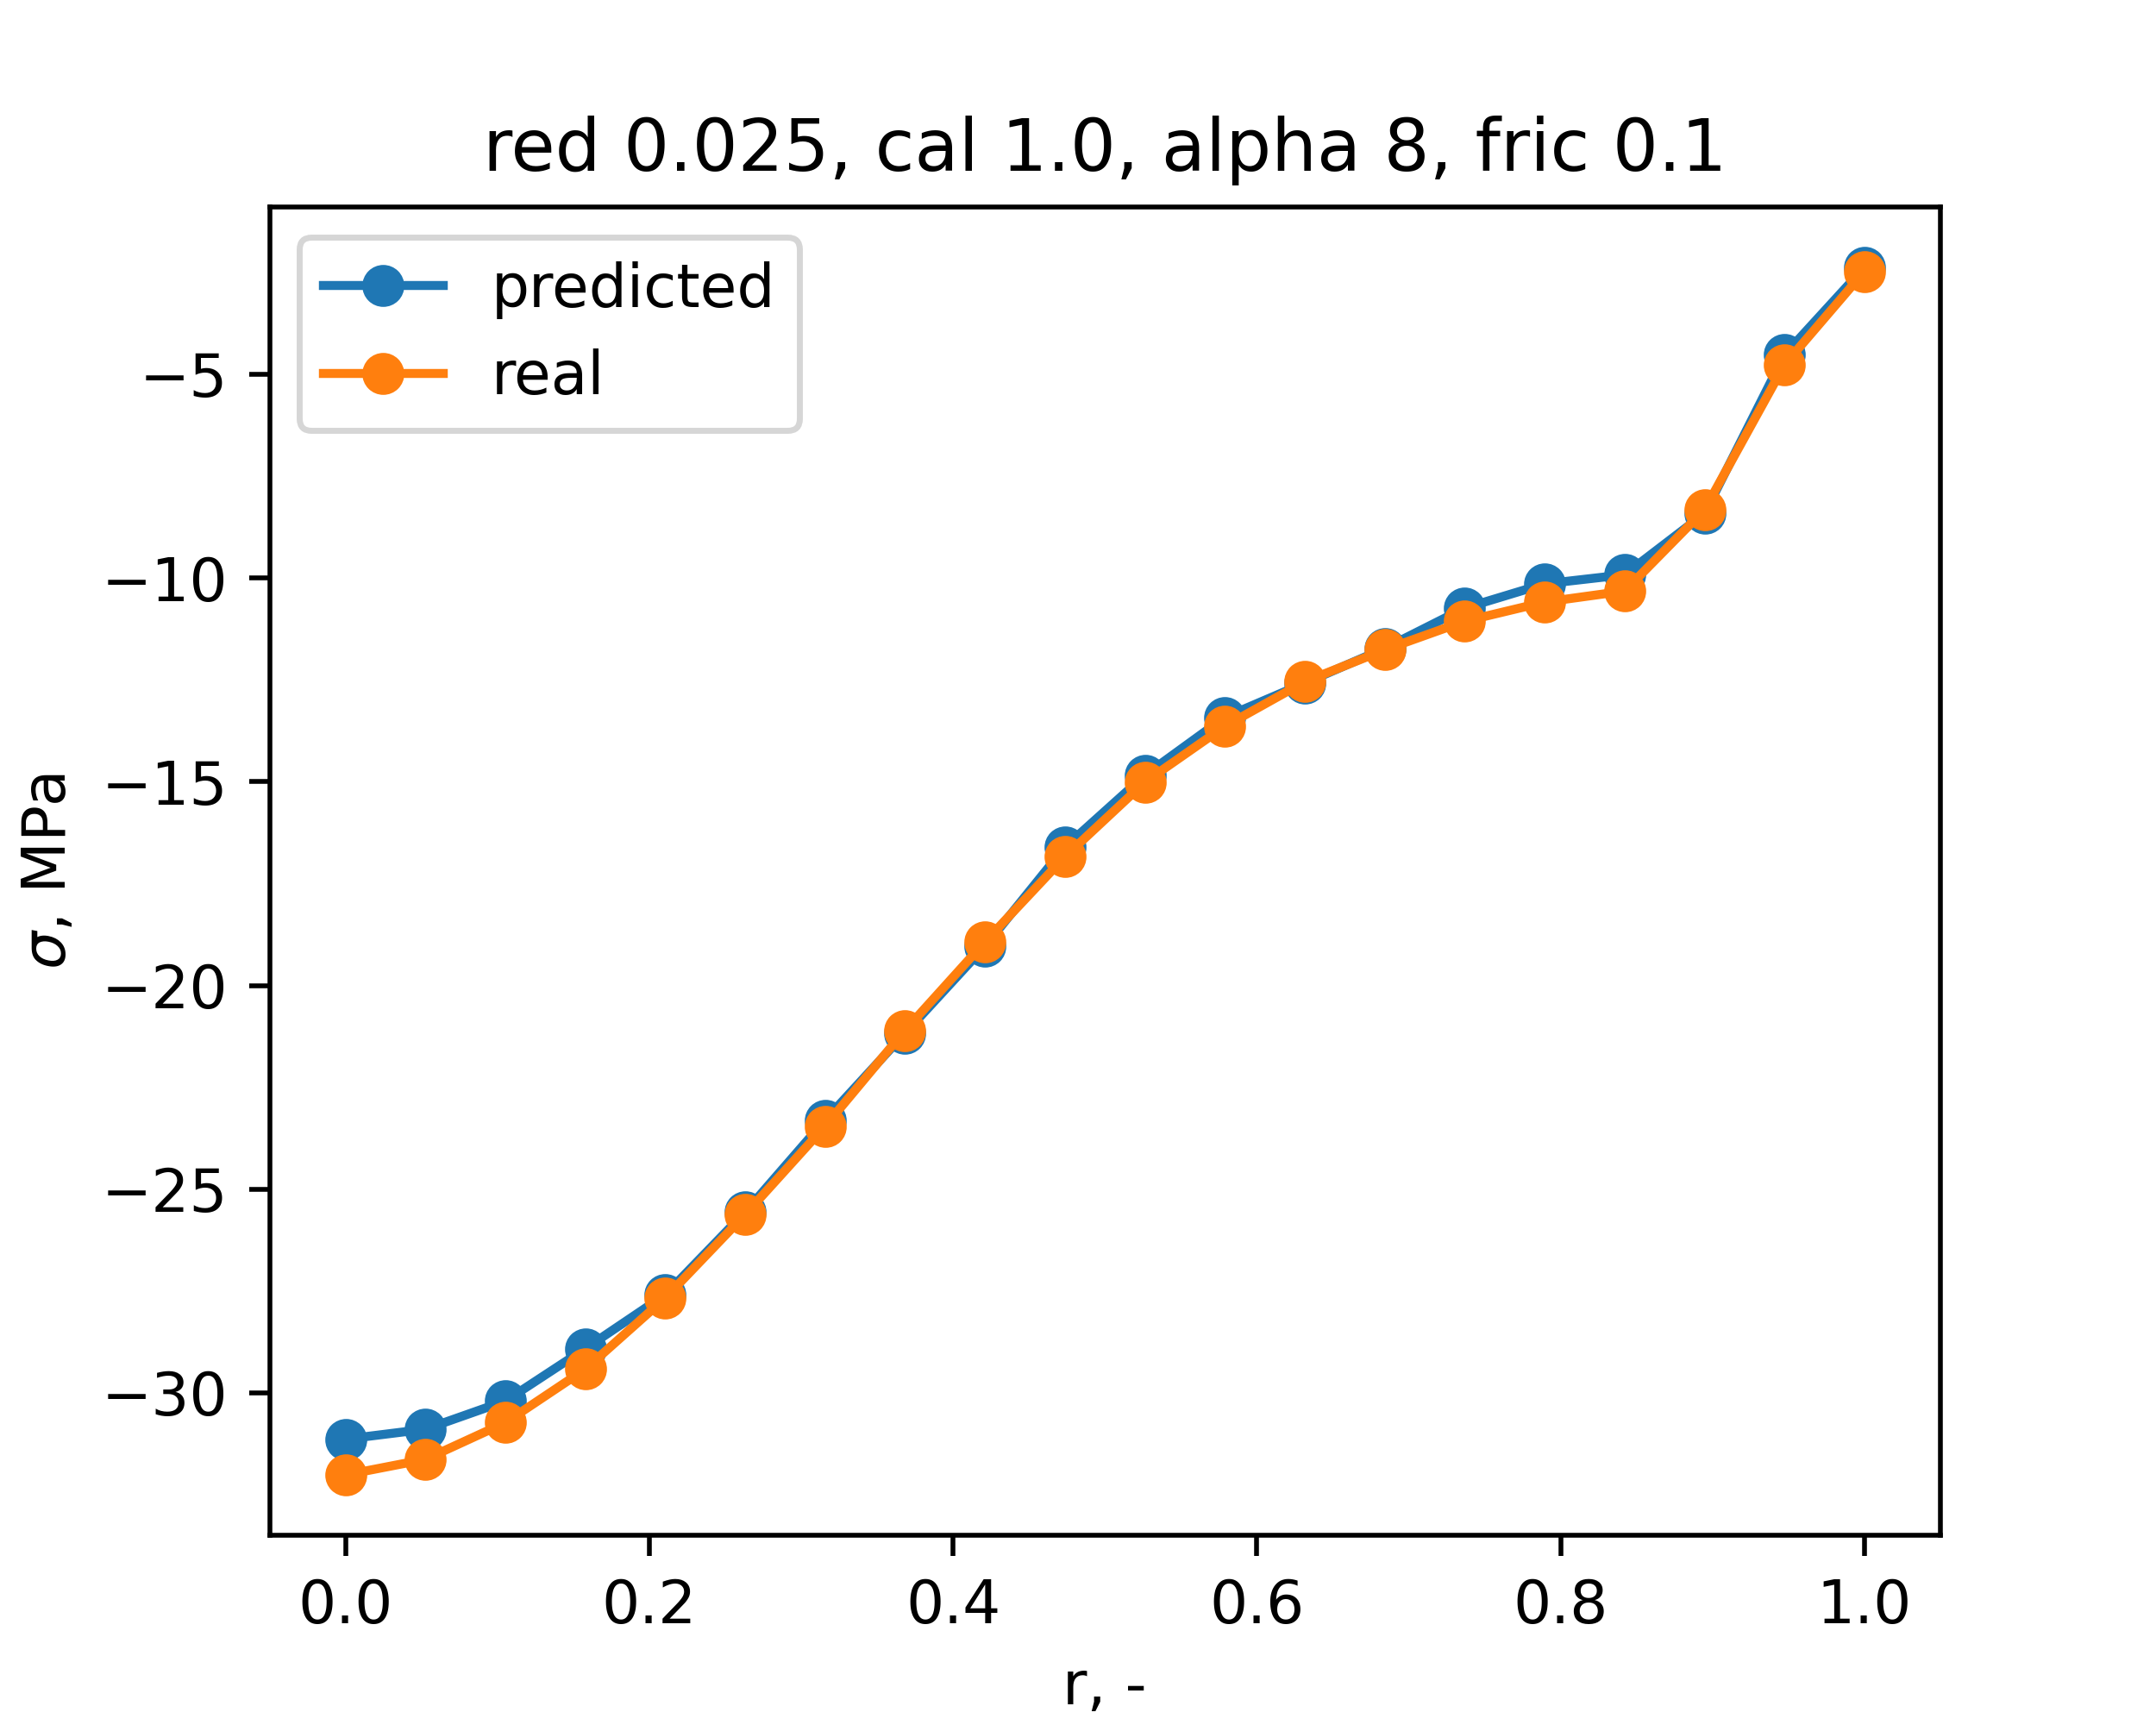 red 0.025, cal 1.0, alpha 8, fric 0.1
predicted
real
−5
−10
−15
−20
−25
−30
σ, MPa
0.0 0.2 0.4 0.6 0.8 1.0
r, -